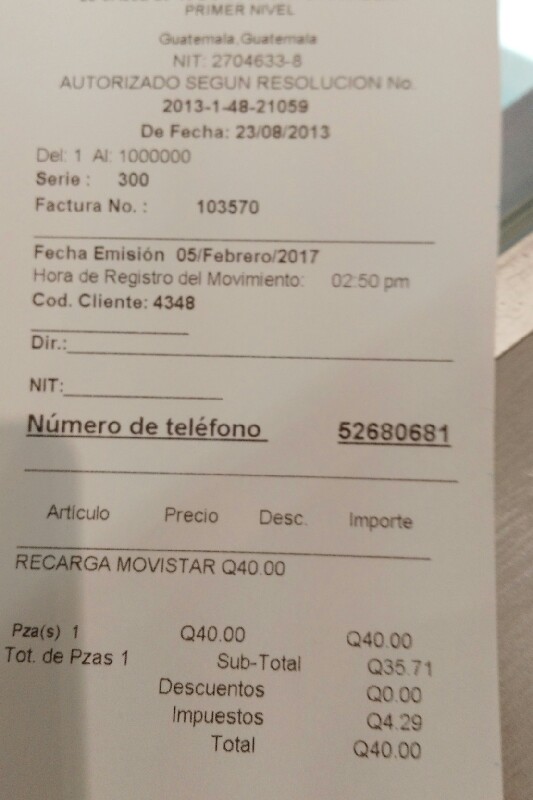 PRIMER NIVEL
Guatemala,Guatemala
NIT: 2704633-8
AUTORIZADO SEGUN RESOLUCION No.
2013-1-48-21059
De Fecha: 23/08/2013
Del: 1 Al: 1000000
Serie : 300
Factura No. : 103570
Fecha Emisión 05/Febrero/2017
Hora de Registro del Movimiento: 02:50 pm
Cod. Cliente: 4348
Dir.:
NIT:
Número de teléfono 52680681
Artículo Precio Desc. Importe
RECARGA MOVISTAR Q40.00
Pza(s) 1 Q40.00 Q40.00
Tot. de Pzas 1 Sub-Total Q35.71
Descuentos Q0.00
Impuestos Q4.29
Total Q40.00